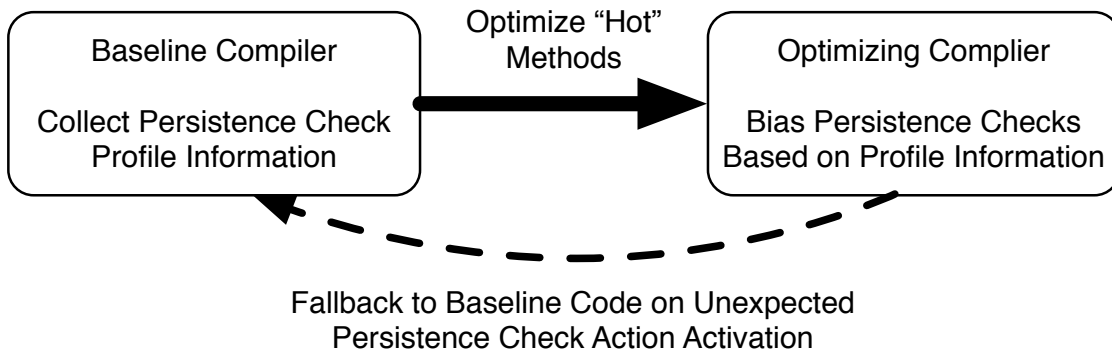 Baseline Compiler
Collect Persistence Check
Profile Information
Optimize “Hot”
Methods
Optimizing Complier
Bias Persistence Checks
Based on Profile Information
Fallback to Baseline Code on Unexpected
Persistence Check Action Activation